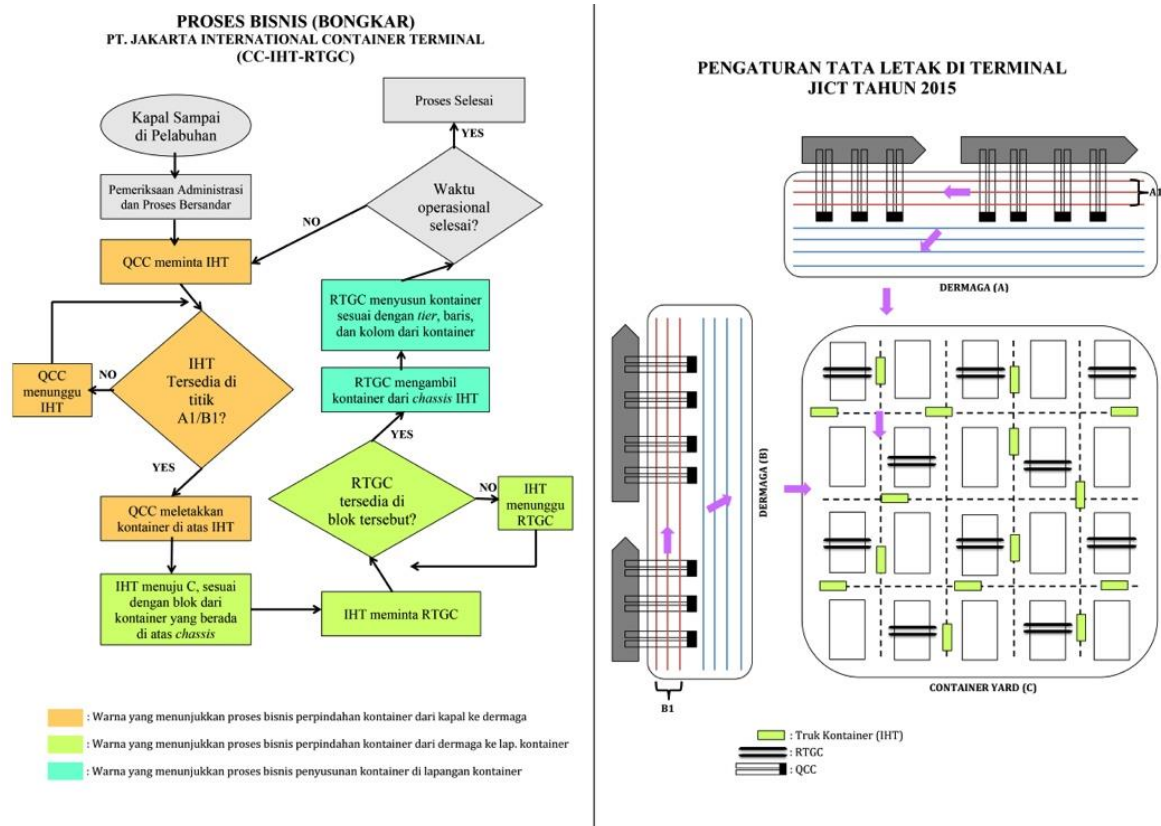 PROSES BISNIS (BONGKAR)
PT. JAKARTA INTERNATIONAL CONTAINER TERMINAL
(CC-IHT-RTGC)
Kapal Sampai
di Pelabuhan
Pemeriksaan Administrasi
dan Proses Bersandar
QCC meminta IHT
IHT
Tersedia di
titik
A1/B1?
NO
QCC
menunggu
IHT
YES
QCC meletakkan
kontainer di atas IHT
IHT menuju C, sesuai
dengan blok dari
kontainer yang berada
di atas chassis
IHT meminta RTGC
RTGC
tersedia di
blok tersebut?
NO
IHT
menunggu
RTGC
YES
RTGC mengambil
kontainer dari chassis IHT
RTGC menyusun kontainer
sesuai dengan tier, baris,
dan kolom dari kontainer
Waktu
operasional
selesai?
NO
YES
Proses Selesai
: Warna yang menunjukkan proses bisnis perpindahan kontainer dari kapal ke dermaga
: Warna yang menunjukkan proses bisnis perpindahan kontainer dari dermaga ke lap. kontainer
: Warna yang menunjukkan proses bisnis penyusunan kontainer di lapangan kontainer
PENGATURAN TATA LETAK DI TERMINAL
JICT TAHUN 2015
A1
DERMAGA (A)
DERMAGA (B)
B1
CONTAINER YARD (C)
: Truk Kontainer (IHT)
: RTGC
: QCC